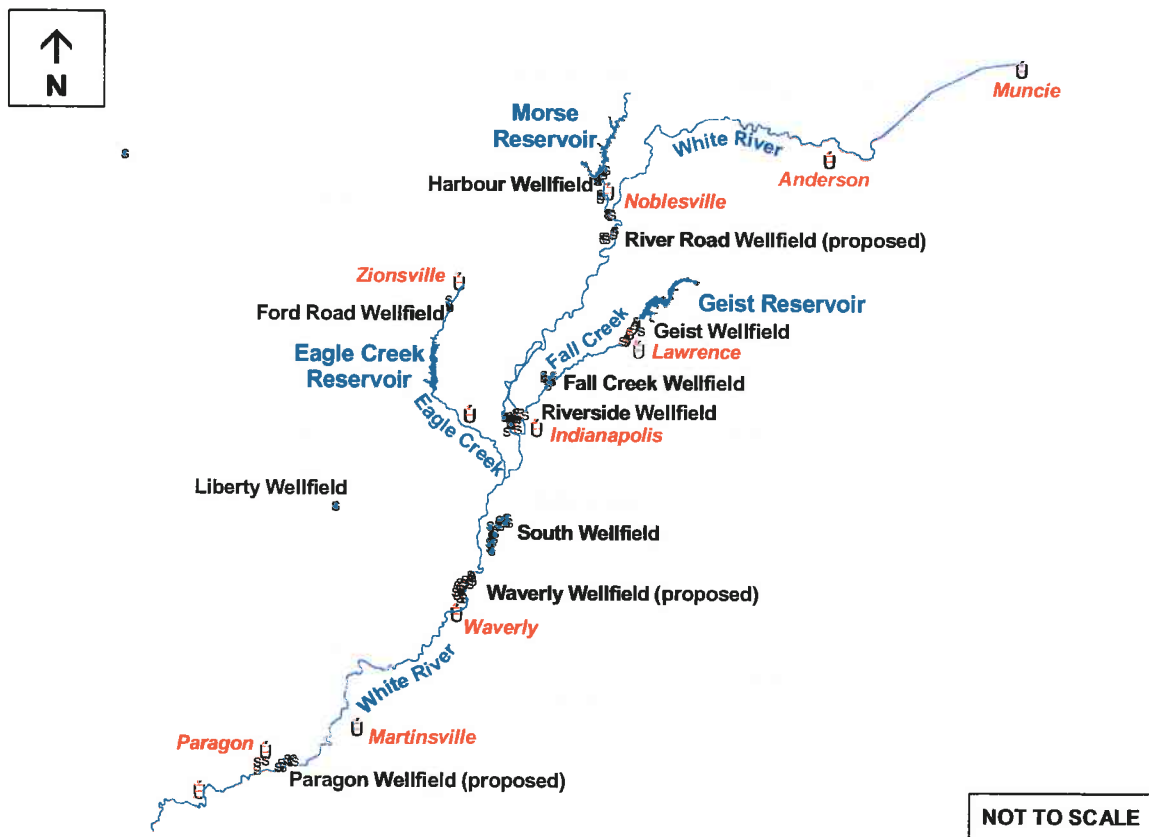 N
Muncie
Morse
Reservoir
White River
Anderson
Harbour Wellfield
Noblesville
River Road Wellfield (proposed)
Zionsville
Ford Road Wellfield
Geist Reservoir
Geist Wellfield
Fall Creek
Lawrence
Eagle Creek
Reservoir
Fall Creek Wellfield
Eagle Creek
Riverside Wellfield
Indianapolis
Liberty Wellfield
South Wellfield
Waverly Wellfield (proposed)
Waverly
White River
Martinsville
Paragon
Paragon Wellfield (proposed)
NOT TO SCALE